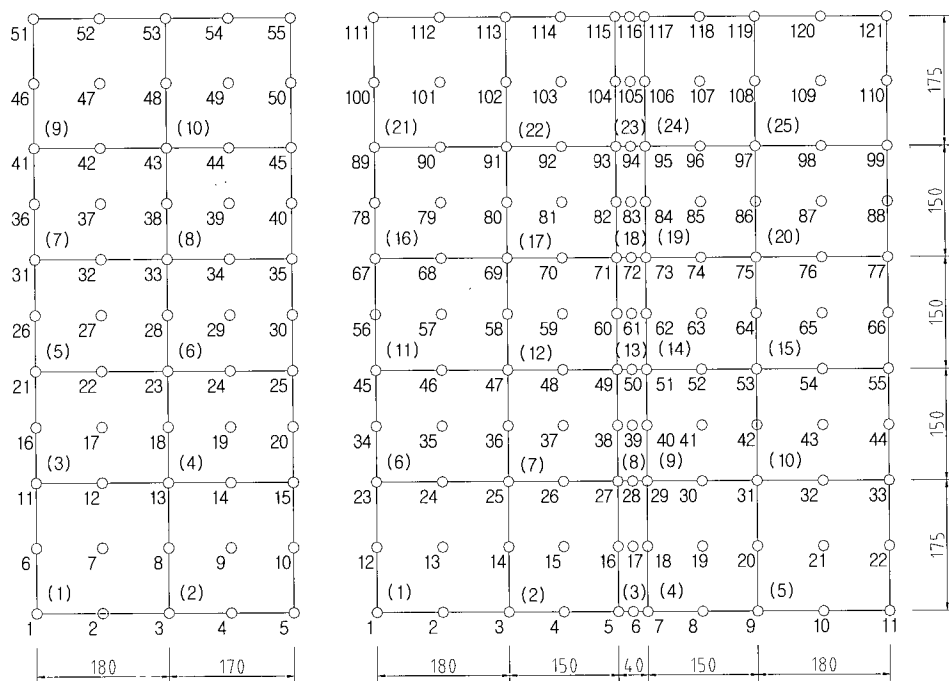 51 52 53 54 55 111 112 113 114 115 116 117 118 119 120 121
175
46 47 48 49 50 100 101 102 103 104 105 106 107 108 109 110
(9) (10) (21) (22) (23) (24) (25)
41 42 43 44 45 89 90 91 92 93 94 95 96 97 98 99
150
36 37 38 39 40 78 79 80 81 82 83 84 85 86 87 88
(7) (8) (16) (17) (18) (19) (20)
31 32 33 34 35 67 68 69 70 71 72 73 74 75 76 77
150
26 27 28 29 30 56 57 58 59 60 61 62 63 64 65 66
(5) (6) (11) (12) (13) (14) (15)
21 22 23 24 25 45 46 47 48 49 50 51 52 53 54 55
150
16 17 18 19 20 34 35 36 37 38 39 40 41 42 43 44
(3) (4) (6) (7) (8) (9) (10)
11 12 13 14 15 23 24 25 26 27 28 29 30 31 32 33
175
6 7 8 9 10 12 13 14 15 16 17 18 19 20 21 22
(1) (2) (1) (2) (3) (4) (5)
1 2 3 4 5 1 2 3 4 5 6 7 8 9 10 11
180 170 180 150 40 150 180